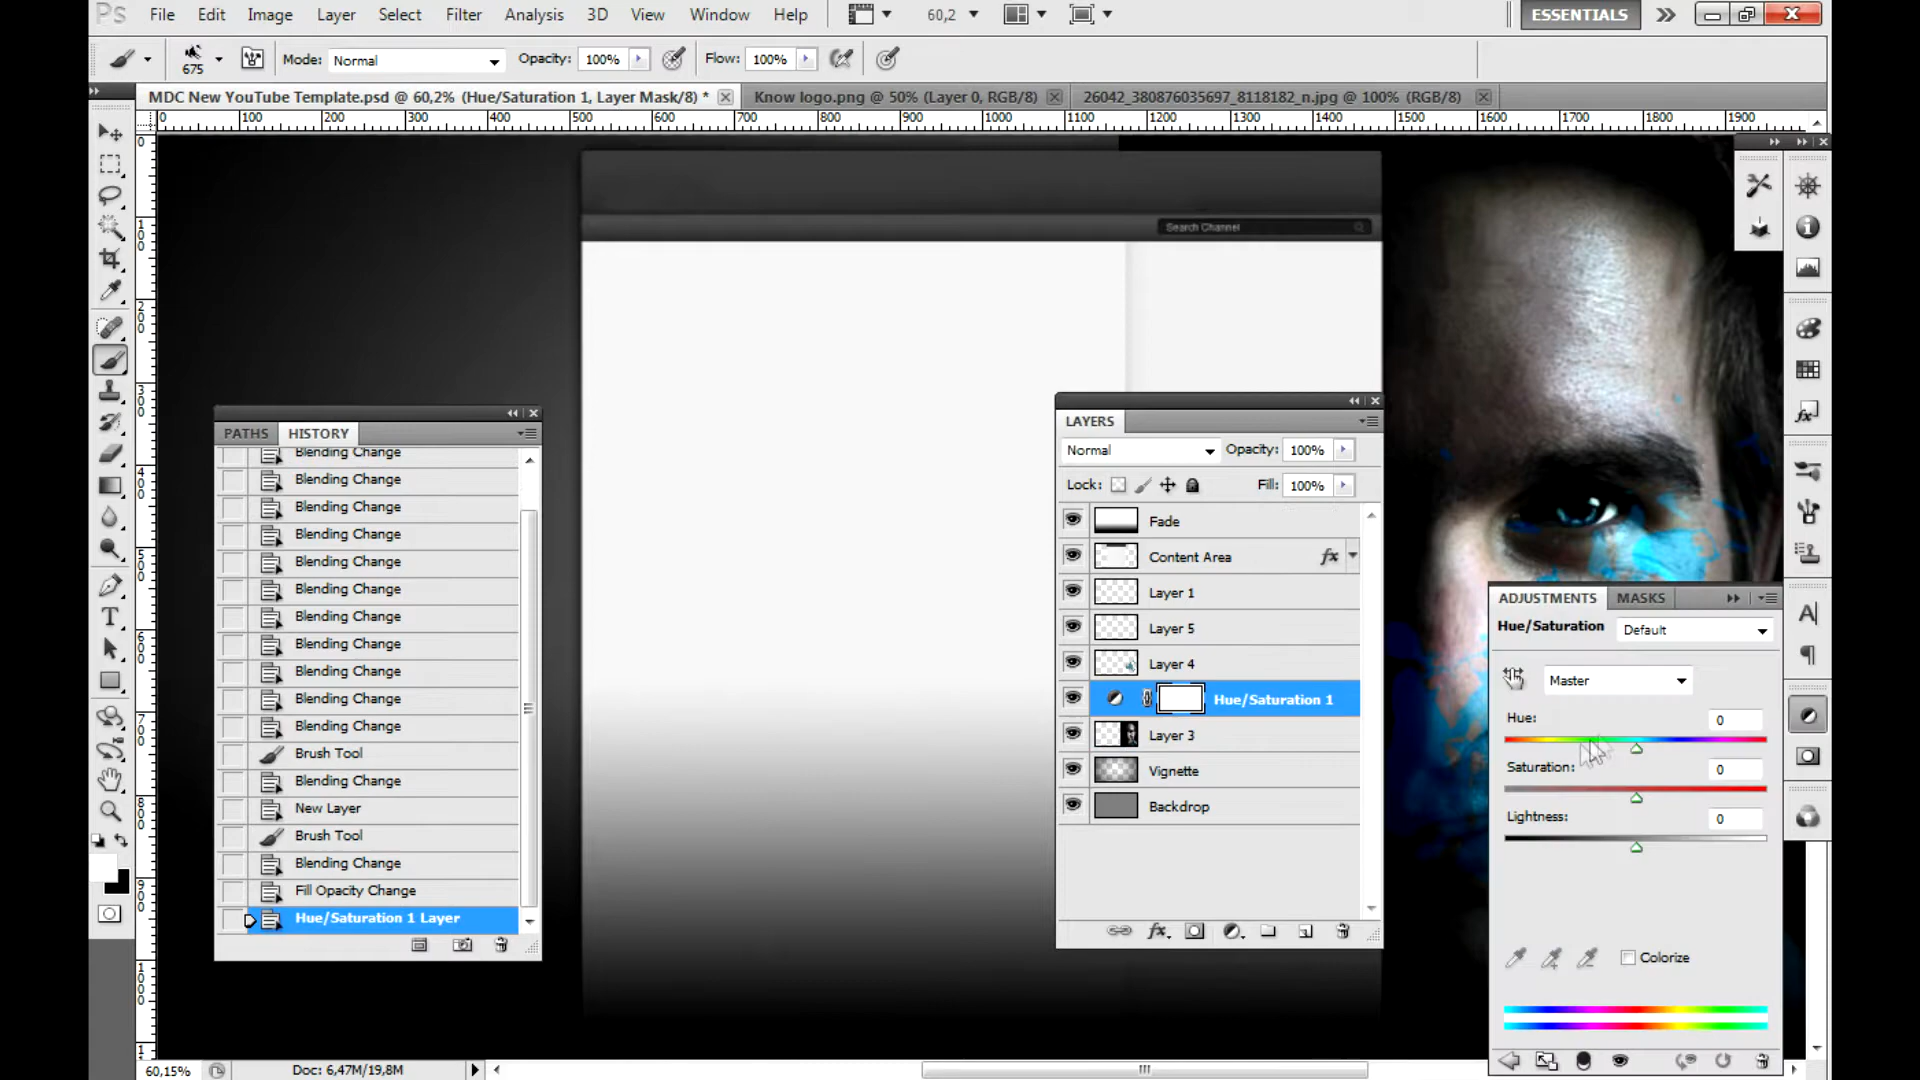 Ps File Edit Image Layer Select Filter Analysis 3D View Window Help 60,2 ESSENTIALS
675 Mode: Normal Opacity: 100% Flow: 100%
MDC New YouTube Template.psd @ 60,2% (Hue/Saturation 1, Layer Mask/8) * Know logo.png @ 50% (Layer 0, RGB/8) 26042_380876035697_8118182_n.jpg @ 100% (RGB/8)
0 100 200 300 400 500 600 700 800 900 1000 1100 1200 1300 1400 1500 1600 1700 1800 1900
Search Channel
PATHS HISTORY
Blending Change
Blending Change
Blending Change
Blending Change
Blending Change
Blending Change
Blending Change
Blending Change
Blending Change
Blending Change
Blending Change
Brush Tool
Blending Change
New Layer
Brush Tool
Blending Change
Fill Opacity Change
Hue/Saturation 1 Layer
LAYERS
Normal Opacity: 100%
Lock: Fill: 100%
Fade
Content Area fx
Layer 1
Layer 5
Layer 4
Hue/Saturation 1
Layer 3
Vignette
Backdrop
ADJUSTMENTS MASKS
Hue/Saturation Default
Master
Hue: 0
Saturation: 0
Lightness: 0
Colorize
60,15% Doc: 6,47M/19,8M